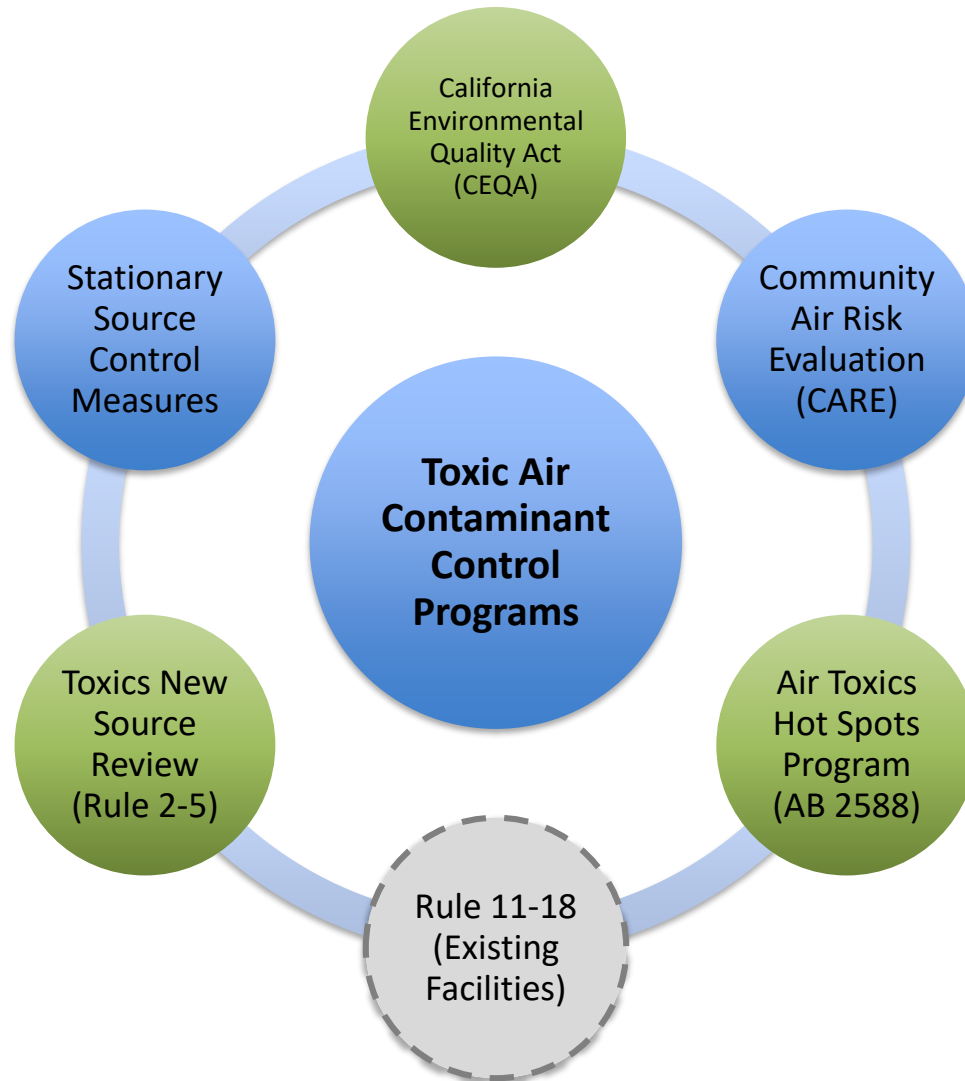 California
Environmental
Quality Act
(CEQA)
Stationary
Source
Control
Measures
Community
Air Risk
Evaluation
(CARE)
Toxic Air
Contaminant
Control
Programs
Toxics New
Source
Review
(Rule 2-5)
Air Toxics
Hot Spots
Program
(AB 2588)
Rule 11-18
(Existing
Facilities)